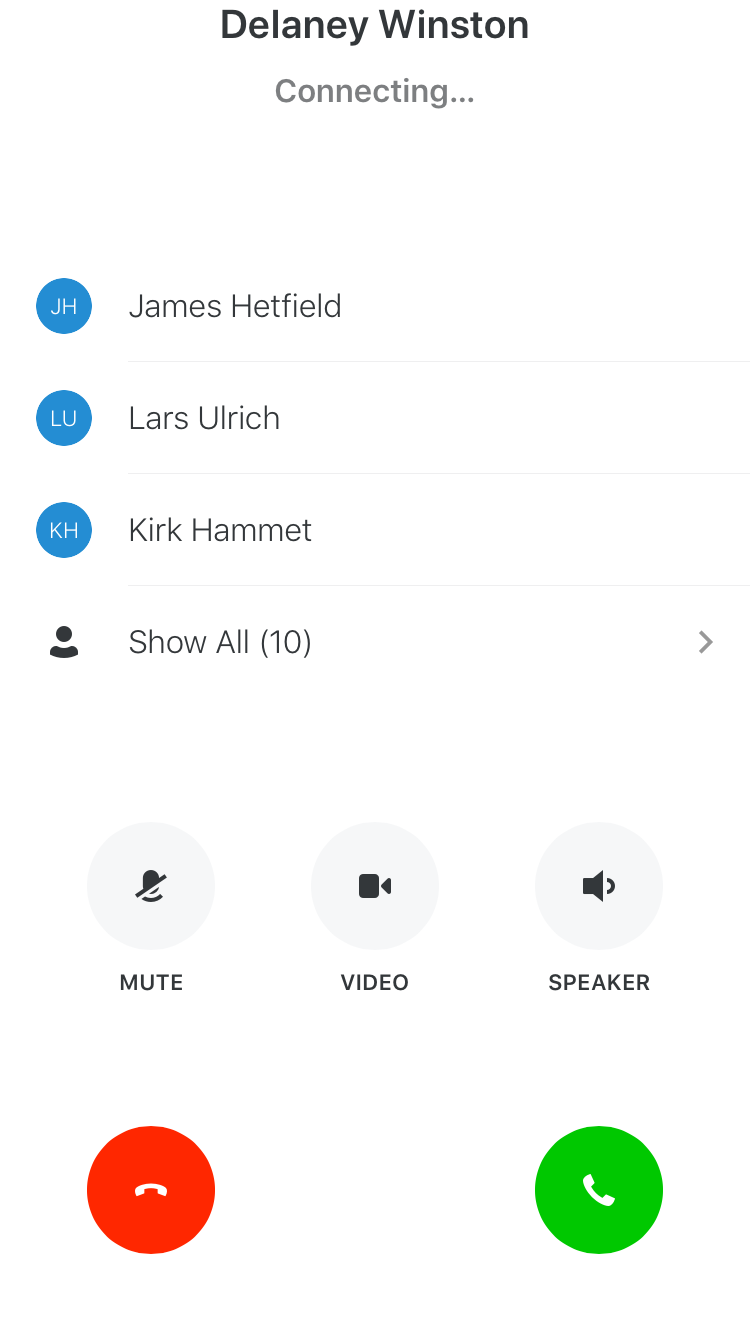 Delaney Winston
Connecting...
JH James Hetfield
LU Lars Ulrich
KH Kirk Hammet
Show All (10)
MUTE VIDEO SPEAKER